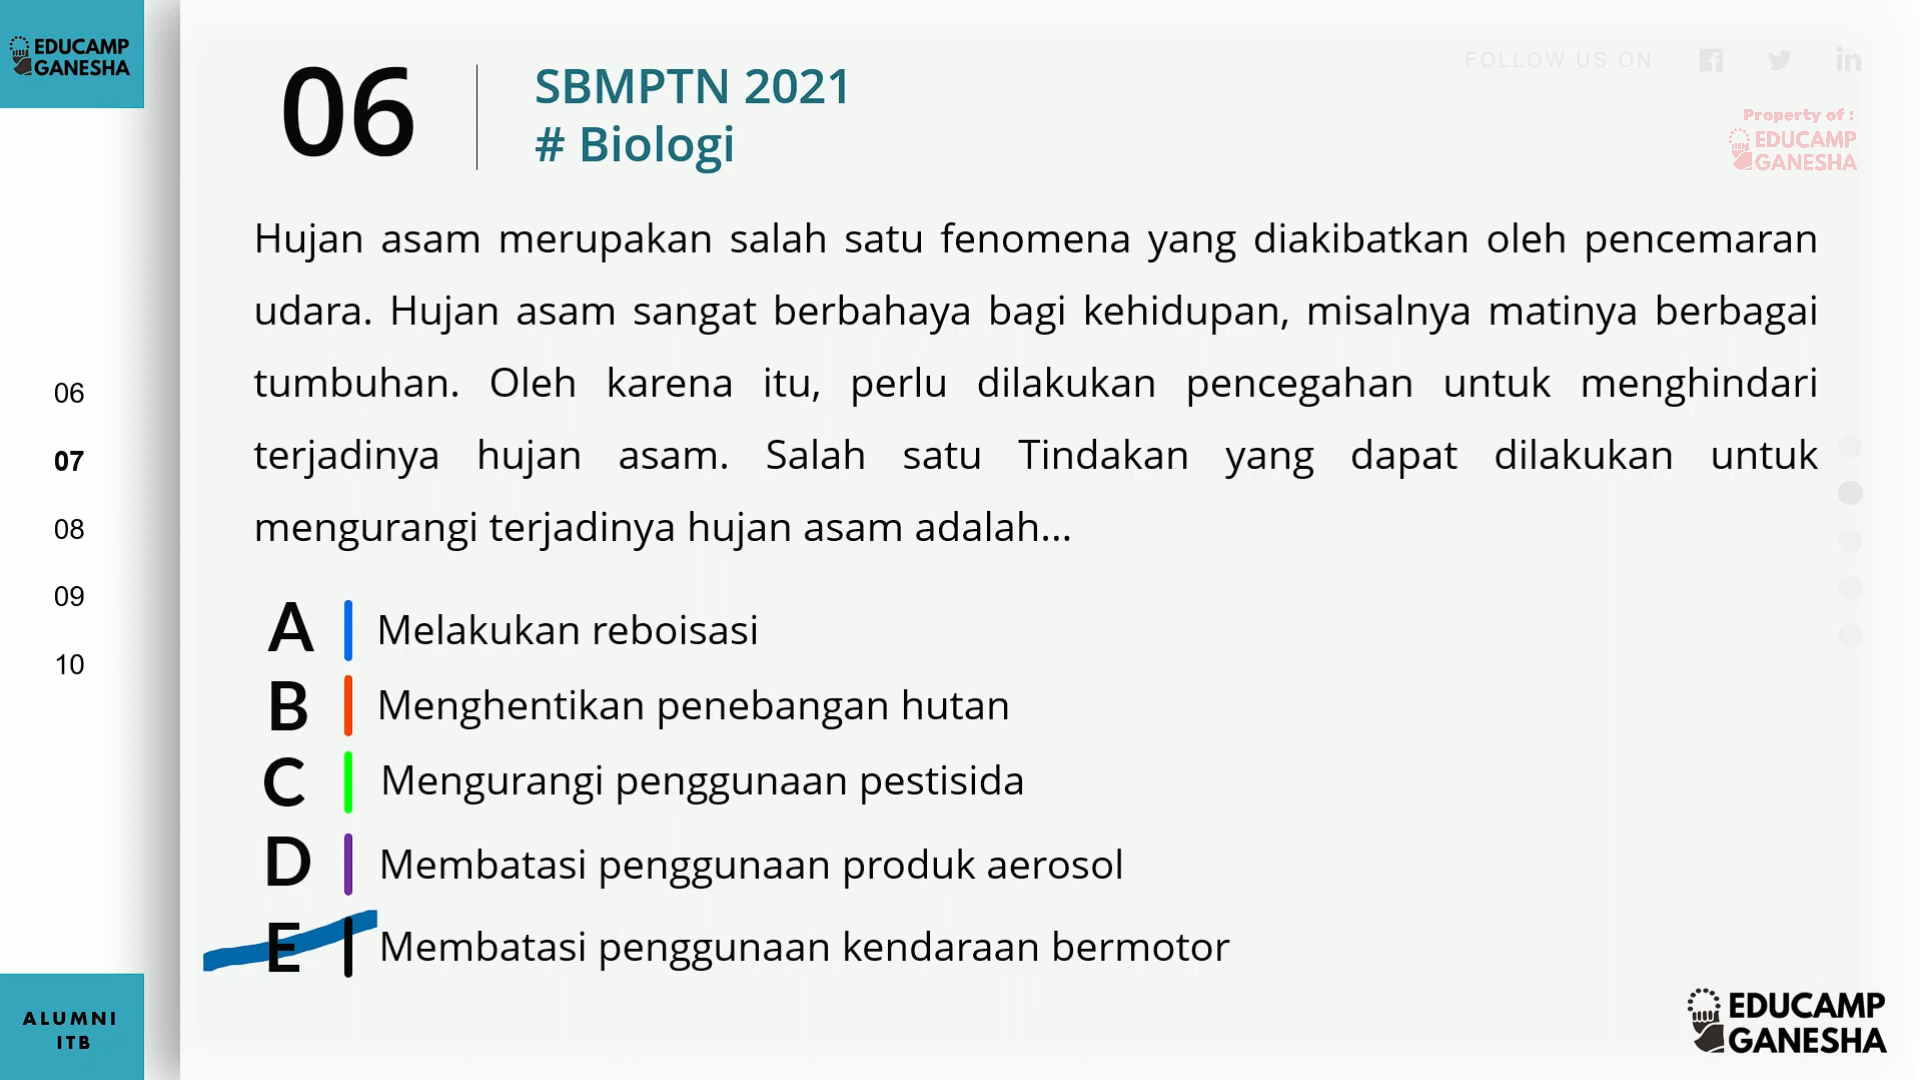 EDUCAMP
GANESHA
06
SBMPTN 2021
# Biologi
FOLLOW US ON
Property of :
EDUCAMP
GANESHA
Hujan asam merupakan salah satu fenomena yang diakibatkan oleh pencemaran
udara. Hujan asam sangat berbahaya bagi kehidupan, misalnya matinya berbagai
tumbuhan. Oleh karena itu, perlu dilakukan pencegahan untuk menghindari
terjadinya hujan asam. Salah satu Tindakan yang dapat dilakukan untuk
mengurangi terjadinya hujan asam adalah...
A Melakukan reboisasi
B Menghentikan penebangan hutan
C Mengurangi penggunaan pestisida
D Membatasi penggunaan produk aerosol
E Membatasi penggunaan kendaraan bermotor
06
07
08
09
10
ALUMNI
ITB
EDUCAMP
GANESHA